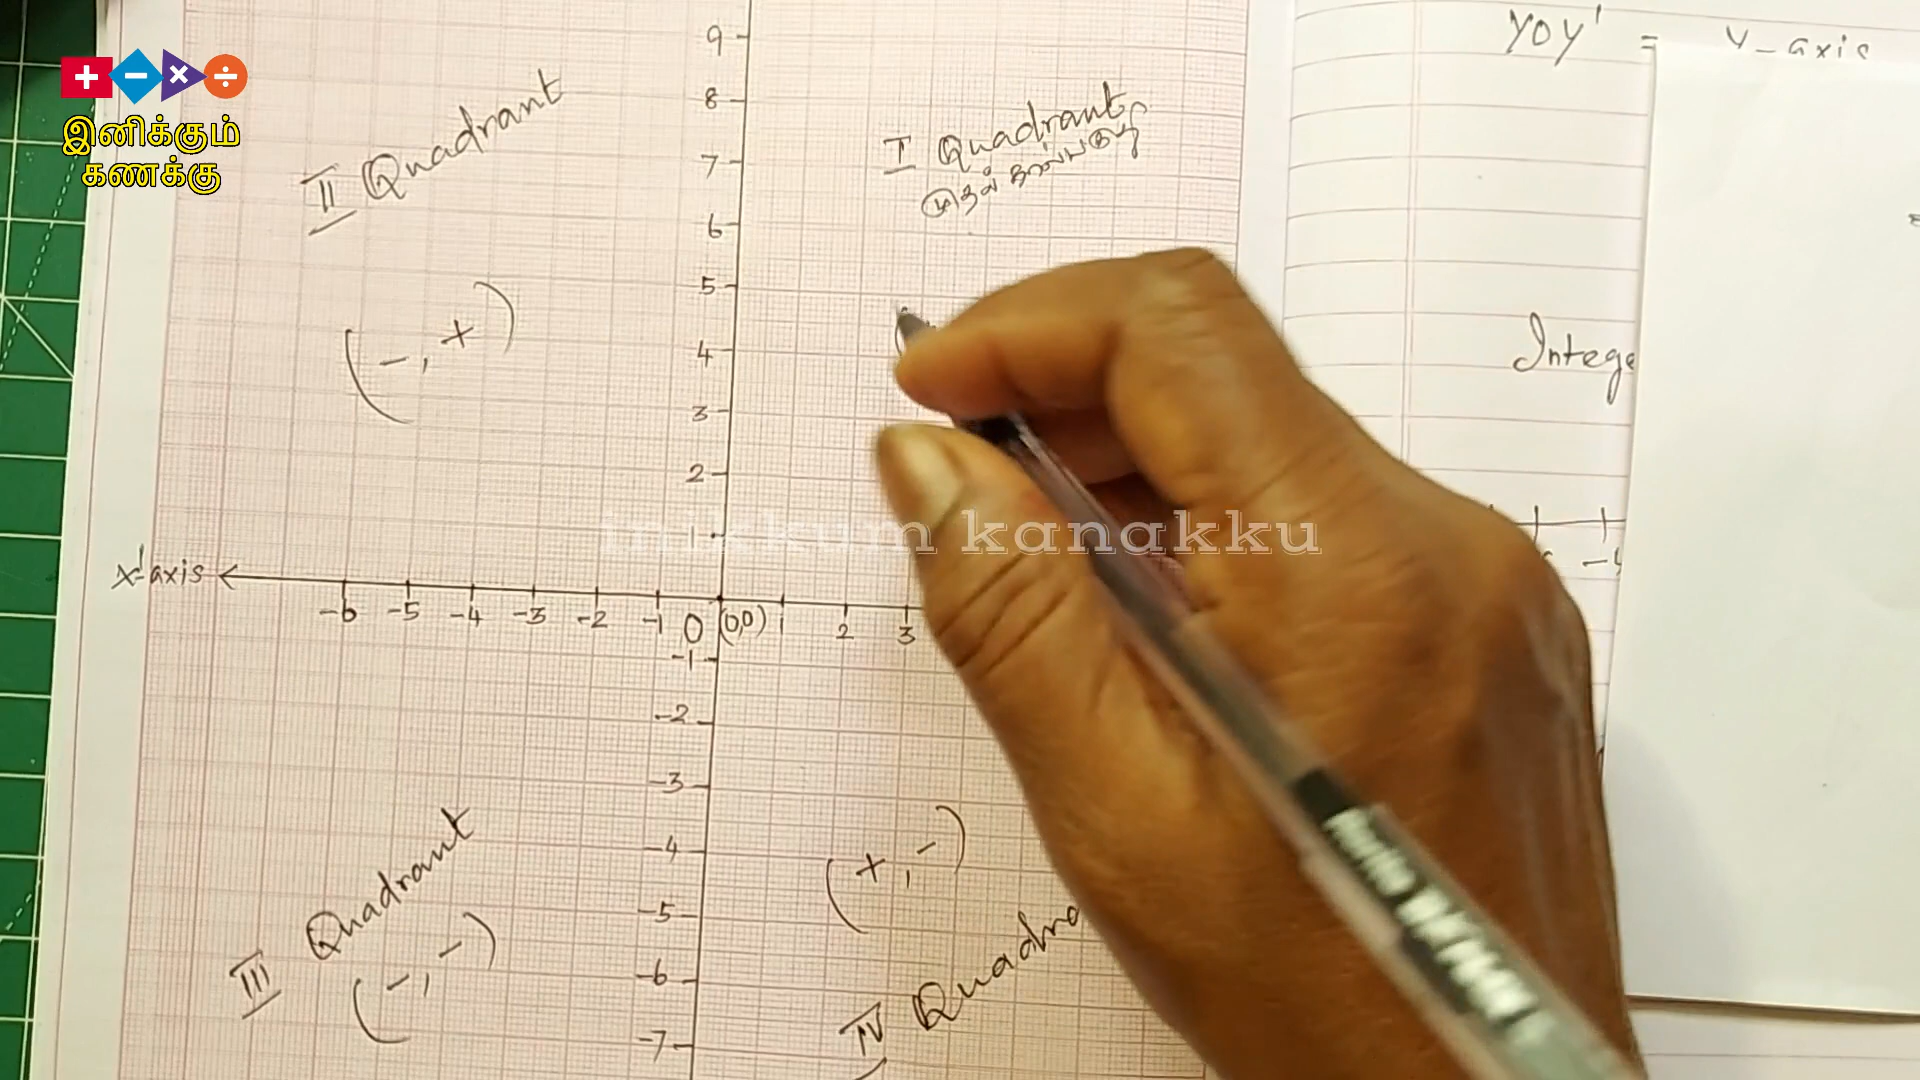 இனிக்கும்
கணக்கு
YOY' = Y-axis
II Quadrant
I Quadrant
முதல் கால்பகுதி
(-, +)
9
8
7
6
5
4
3
2
inikkum kanakku
x'-axis
-6 -5 -4 -3 -2 -1 0 (0,0) 1 2 3
-1
-2
-3
-4
-5
-6
-7
III Quadrant
(-, -)
(+, -)
IV